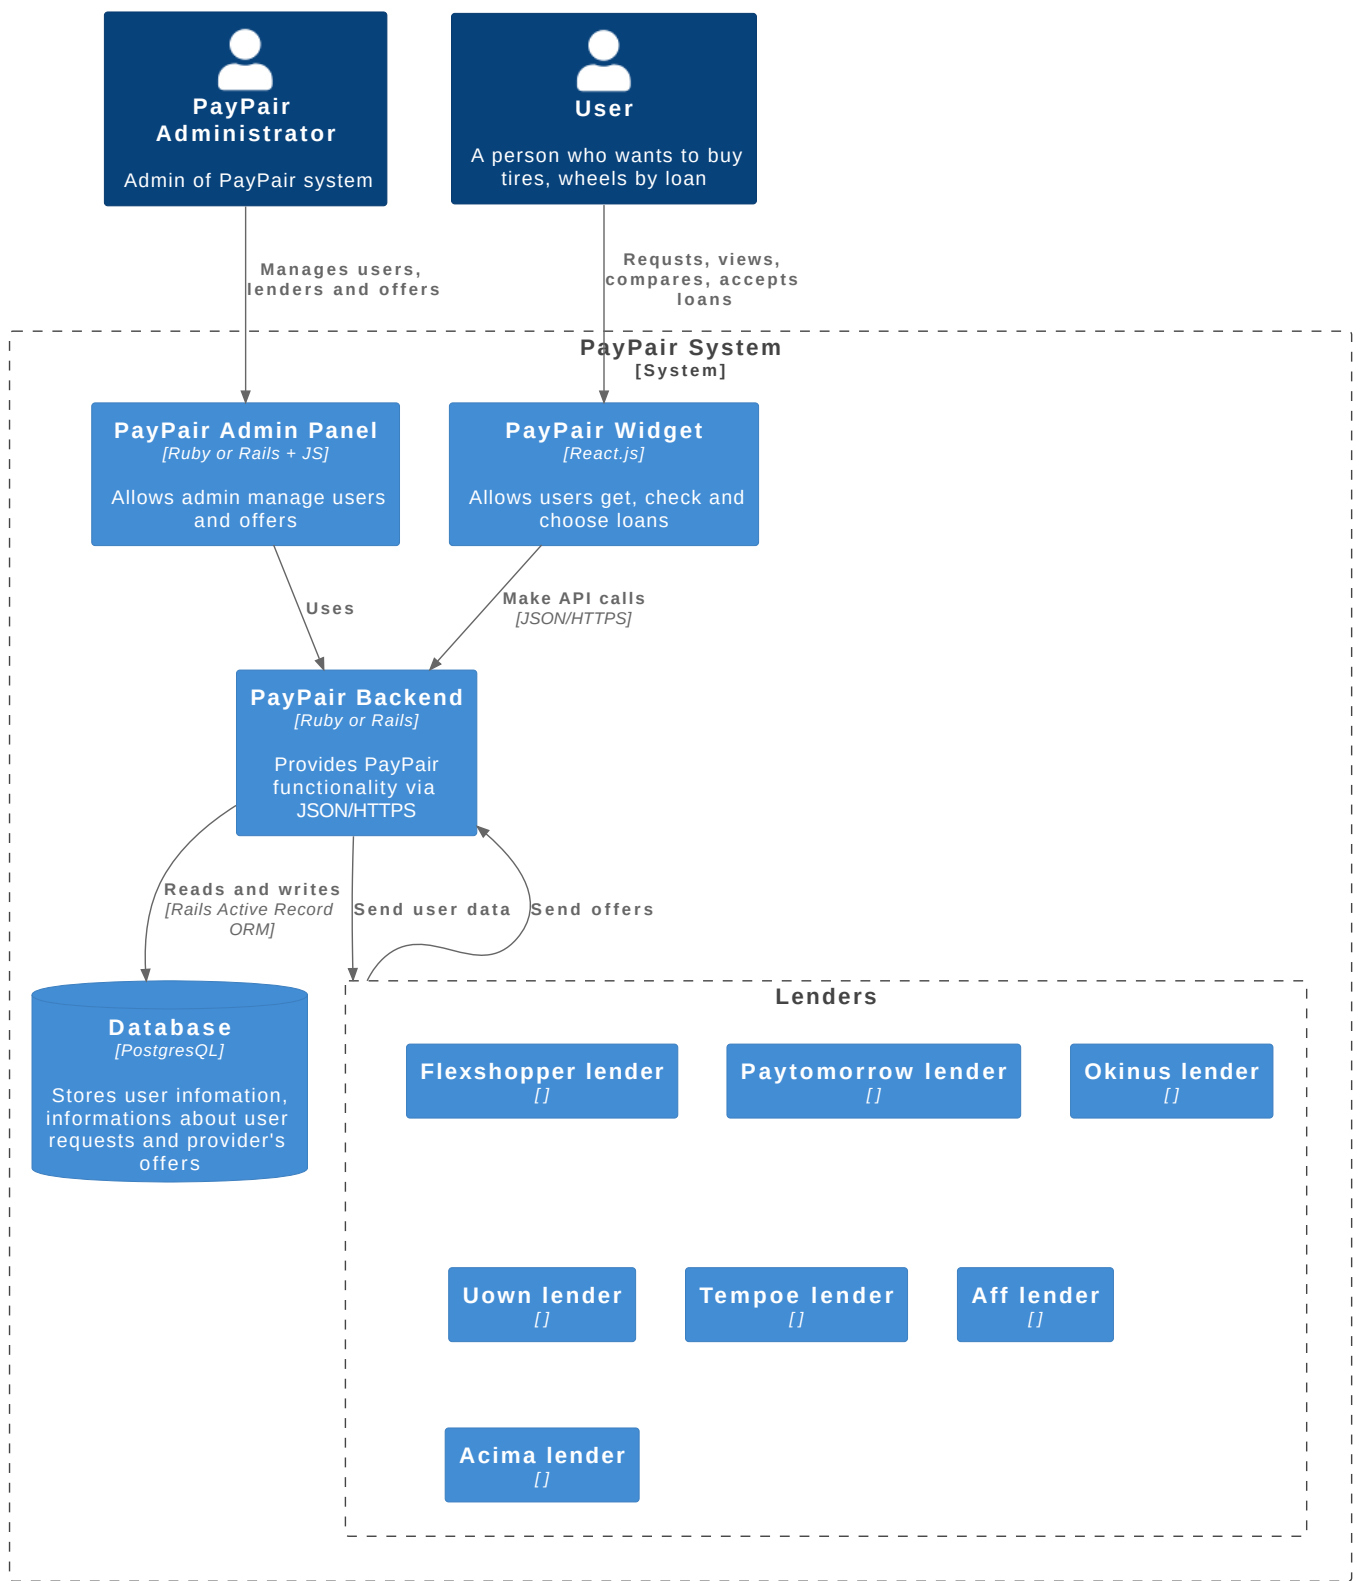 PayPair
Administrator
Admin of PayPair system
User
A person who wants to buy
tires, wheels by loan
Manages users,
lenders and offers
Requsts, views,
compares, accepts
loans
PayPair System
[System]
PayPair Admin Panel
[Ruby or Rails + JS]
Allows admin manage users
and offers
PayPair Widget
[React.js]
Allows users get, check and
choose loans
Uses
Make API calls
[JSON/HTTPS]
PayPair Backend
[Ruby or Rails]
Provides PayPair
functionality via
JSON/HTTPS
Reads and writes
[Rails Active Record
ORM]
Send user data
Send offers
Database
[PostgresQL]
Stores user infomation,
informations about user
requests and provider's
offers
Lenders
Flexshopper lender
[ ]
Paytomorrow lender
[ ]
Okinus lender
[ ]
Uown lender
[ ]
Tempoe lender
[ ]
Aff lender
[ ]
Acima lender
[ ]